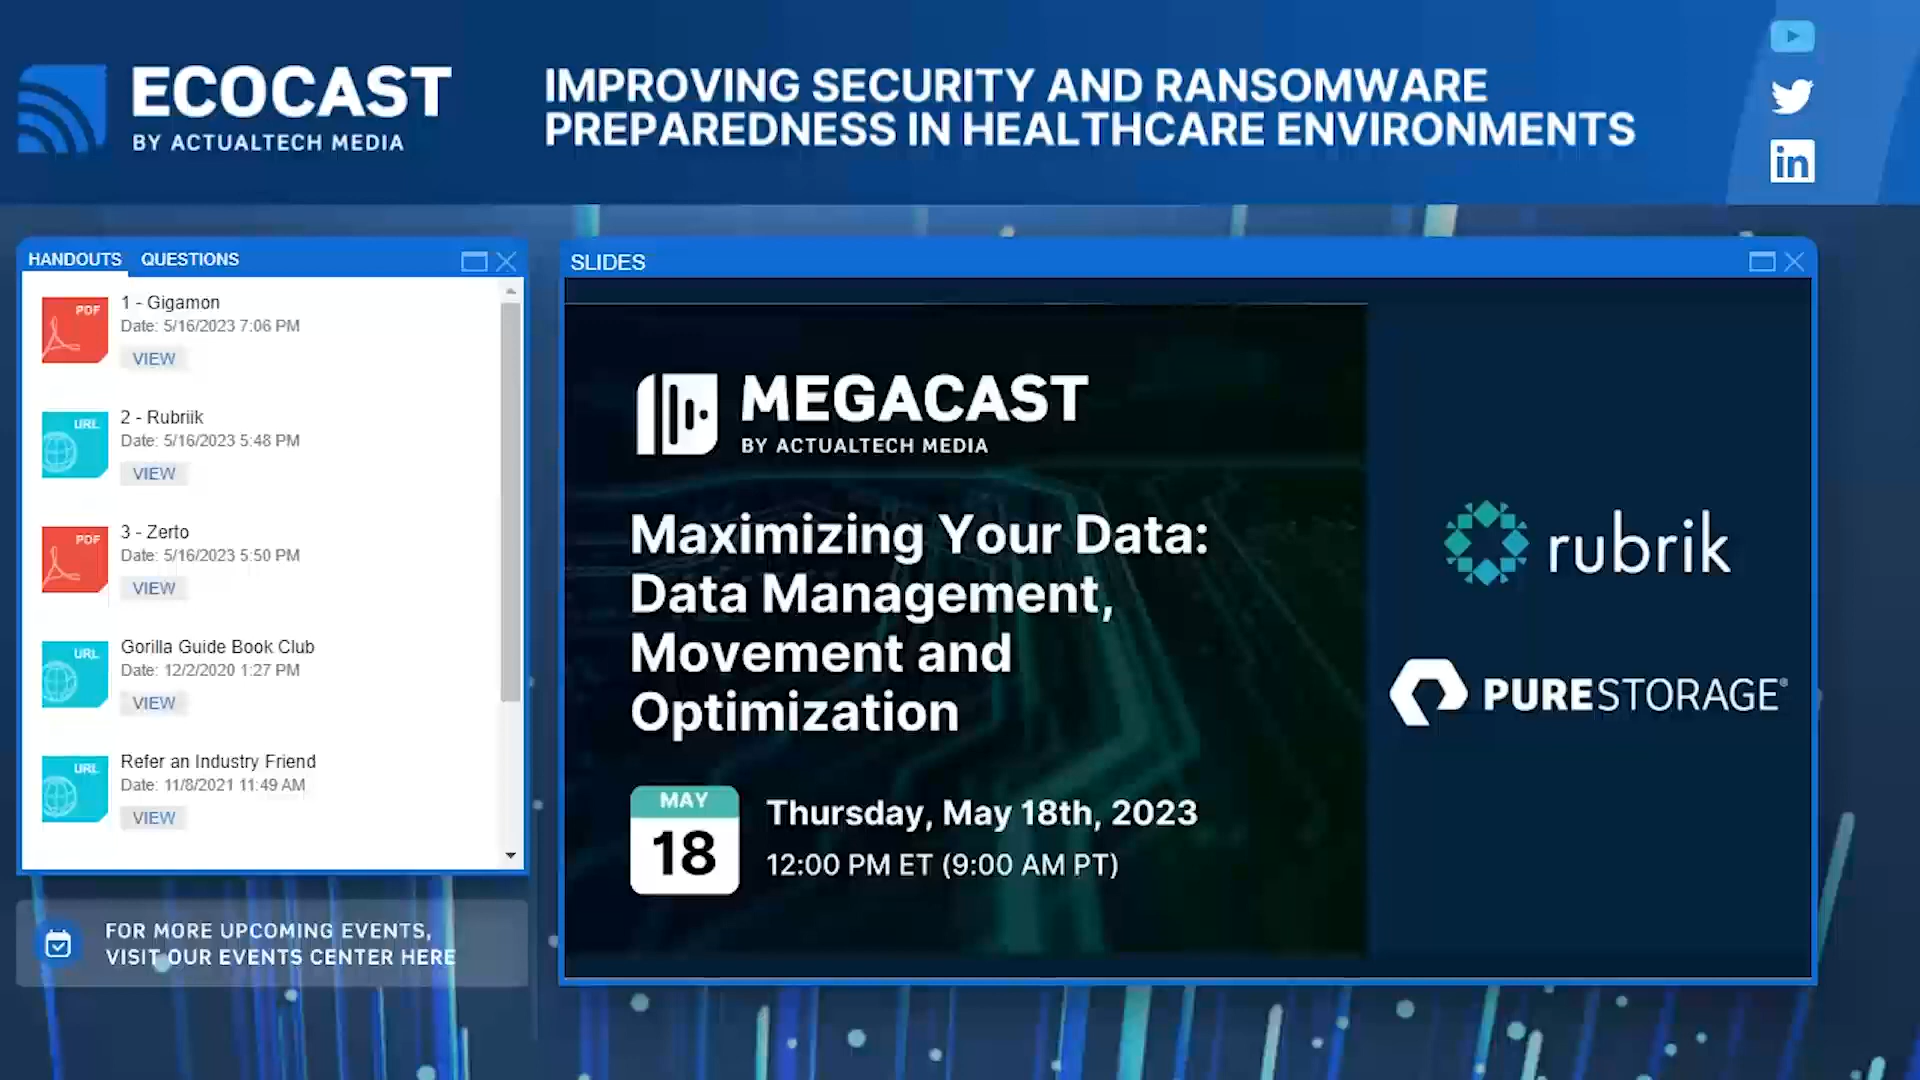 ECOCAST
BY ACTUALTECH MEDIA
IMPROVING SECURITY AND RANSOMWARE
PREPAREDNESS IN HEALTHCARE ENVIRONMENTS
in
HANDOUTS
QUESTIONS
PDF
1 - Gigamon
Date: 5/16/2023 7:06 PM
VIEW
URL
2 - Rubriik
Date: 5/16/2023 5:48 PM
VIEW
PDF
3 - Zerto
Date: 5/16/2023 5:50 PM
VIEW
URL
Gorilla Guide Book Club
Date: 12/2/2020 1:27 PM
VIEW
URL
Refer an Industry Friend
Date: 11/8/2021 11:49 AM
VIEW
FOR MORE UPCOMING EVENTS,
VISIT OUR EVENTS CENTER HERE
SLIDES
MEGACAST
BY ACTUALTECH MEDIA
Maximizing Your Data:
Data Management,
Movement and
Optimization
MAY
18
Thursday, May 18th, 2023
12:00 PM ET (9:00 AM PT)
rubrik
PURESTORAGE®